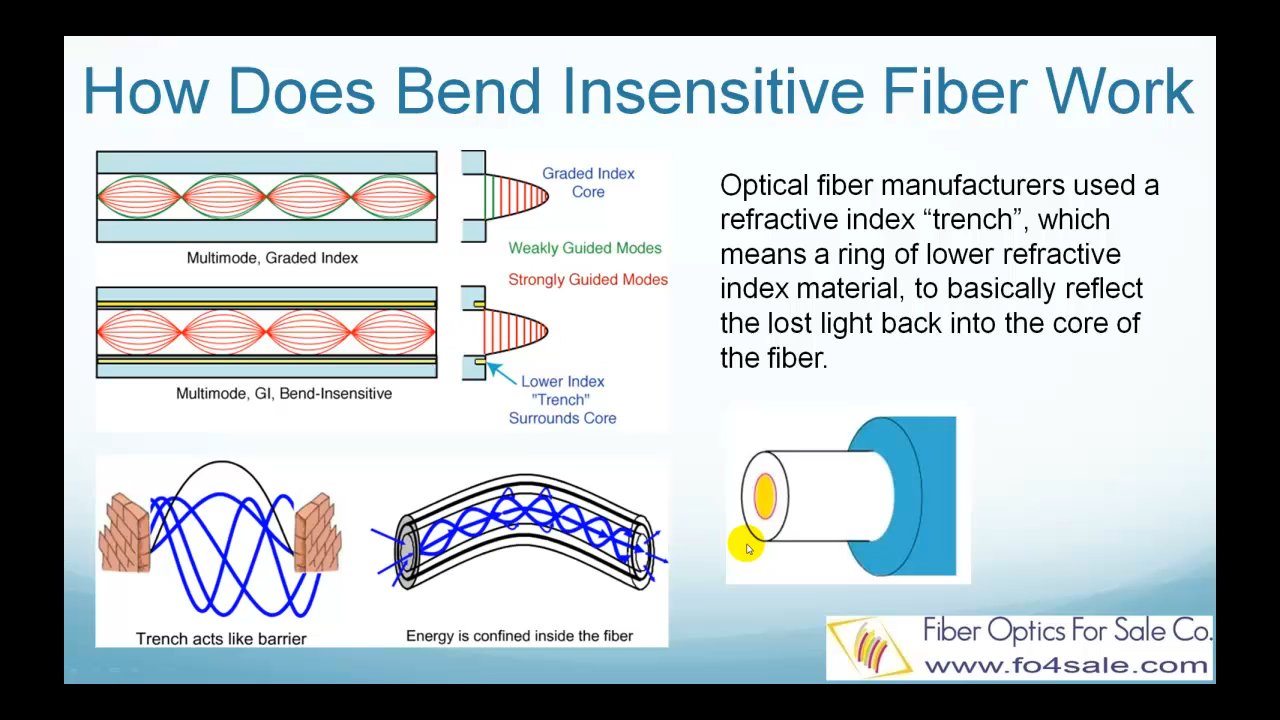 How Does Bend Insensitive Fiber Work
Graded Index
Core
Multimode, Graded Index
Weakly Guided Modes
Strongly Guided Modes
Multimode, GI, Bend-Insensitive
Lower Index
"Trench"
Surrounds Core
Optical fiber manufacturers used a
refractive index “trench”, which
means a ring of lower refractive
index material, to basically reflect
the lost light back into the core of
the fiber.
Trench acts like barrier
Energy is confined inside the fiber
Fiber Optics For Sale Co.
www.fo4sale.com